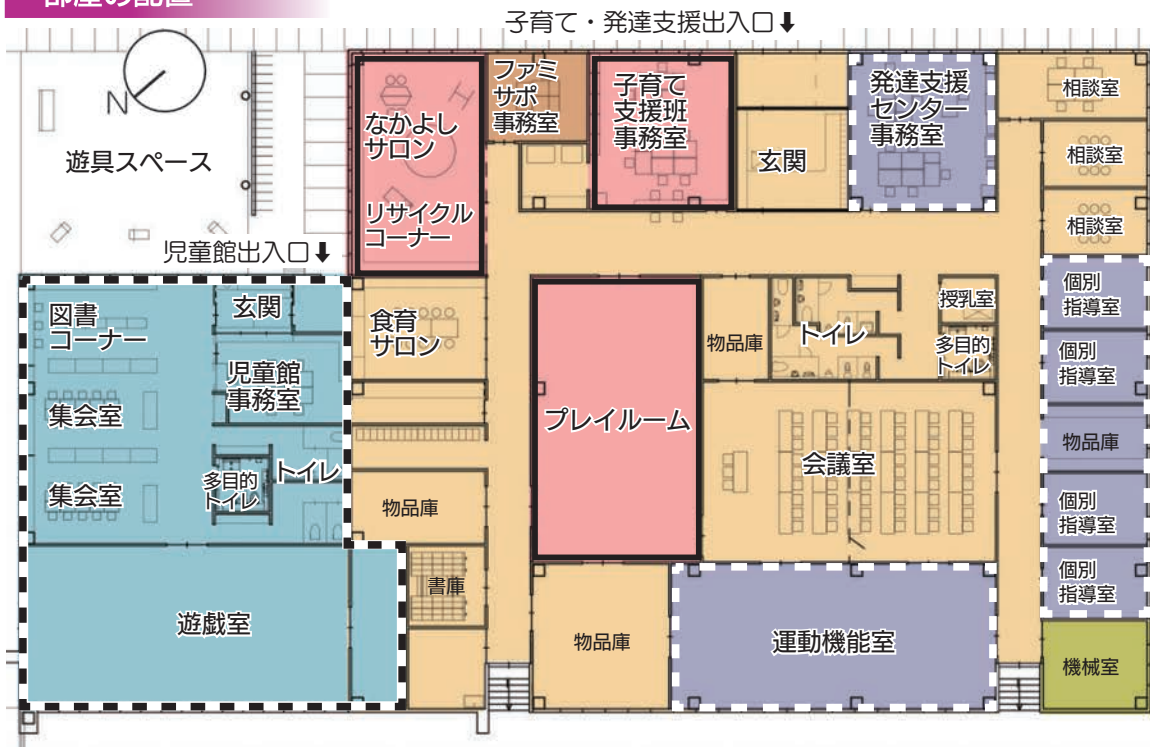 部屋の配置
子育て・発達支援出入口⬇
N
遊具スペース
児童館出入口⬇
なかよし
サロン
リサイクル
コーナー
ファミ
サポ
事務室
子育て
支援班
事務室
玄関
発達支援
センター
事務室
相談室
相談室
相談室
図書
コーナー
玄関
児童館
事務室
集会室
集会室
多目的
トイレ
トイレ
遊戯室
食育
サロン
物品庫
書庫
プレイルーム
物品庫
トイレ
授乳室
多目的
トイレ
会議室
物品庫
運動機能室
個別
指導室
個別
指導室
物品庫
個別
指導室
個別
指導室
機械室